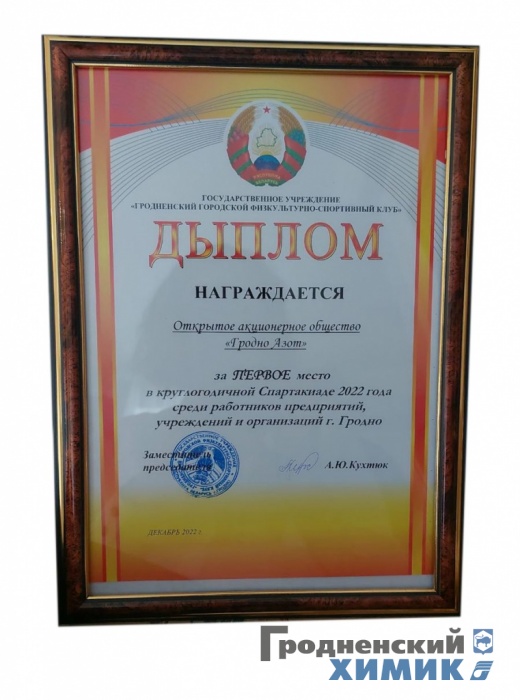 ГОСУДАРСТВЕННОЕ УЧРЕЖДЕНИЕ
«ГРОДНЕНСКИЙ ГОРОДСКОЙ ФИЗКУЛЬТУРНО-СПОРТИВНЫЙ КЛУБ»
ДЫПЛОМ
НАГРАЖДАЕТСЯ
Открытое акционерное общество
«Гродно Азот»
за ПЕРВОЕ место
в круглогодичной Спартакиаде 2022 года
среди работников предприятий,
учреждений и организаций г. Гродно
Заместитель
председателя А.Ю.Кухтюк
ДЕКАБРЬ 2022 г.
Гродненский
ХИМИК